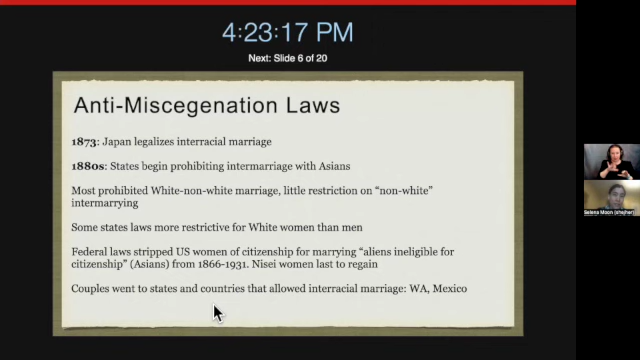 4:23:17 PM
Next: Slide 6 of 20
Anti-Miscegenation Laws
1873: Japan legalizes interracial marriage
1880s: States begin prohibiting intermarriage with Asians
Most prohibited White-non-white marriage, little restriction on “non-white”
intermarrying
Some states laws more restrictive for White women than men
Federal laws stripped US women of citizenship for marrying “aliens ineligible for
citizenship” (Asians) from 1866-1931. Nisei women last to regain
Couples went to states and countries that allowed interracial marriage: WA, Mexico
Selena Moon (she/her)